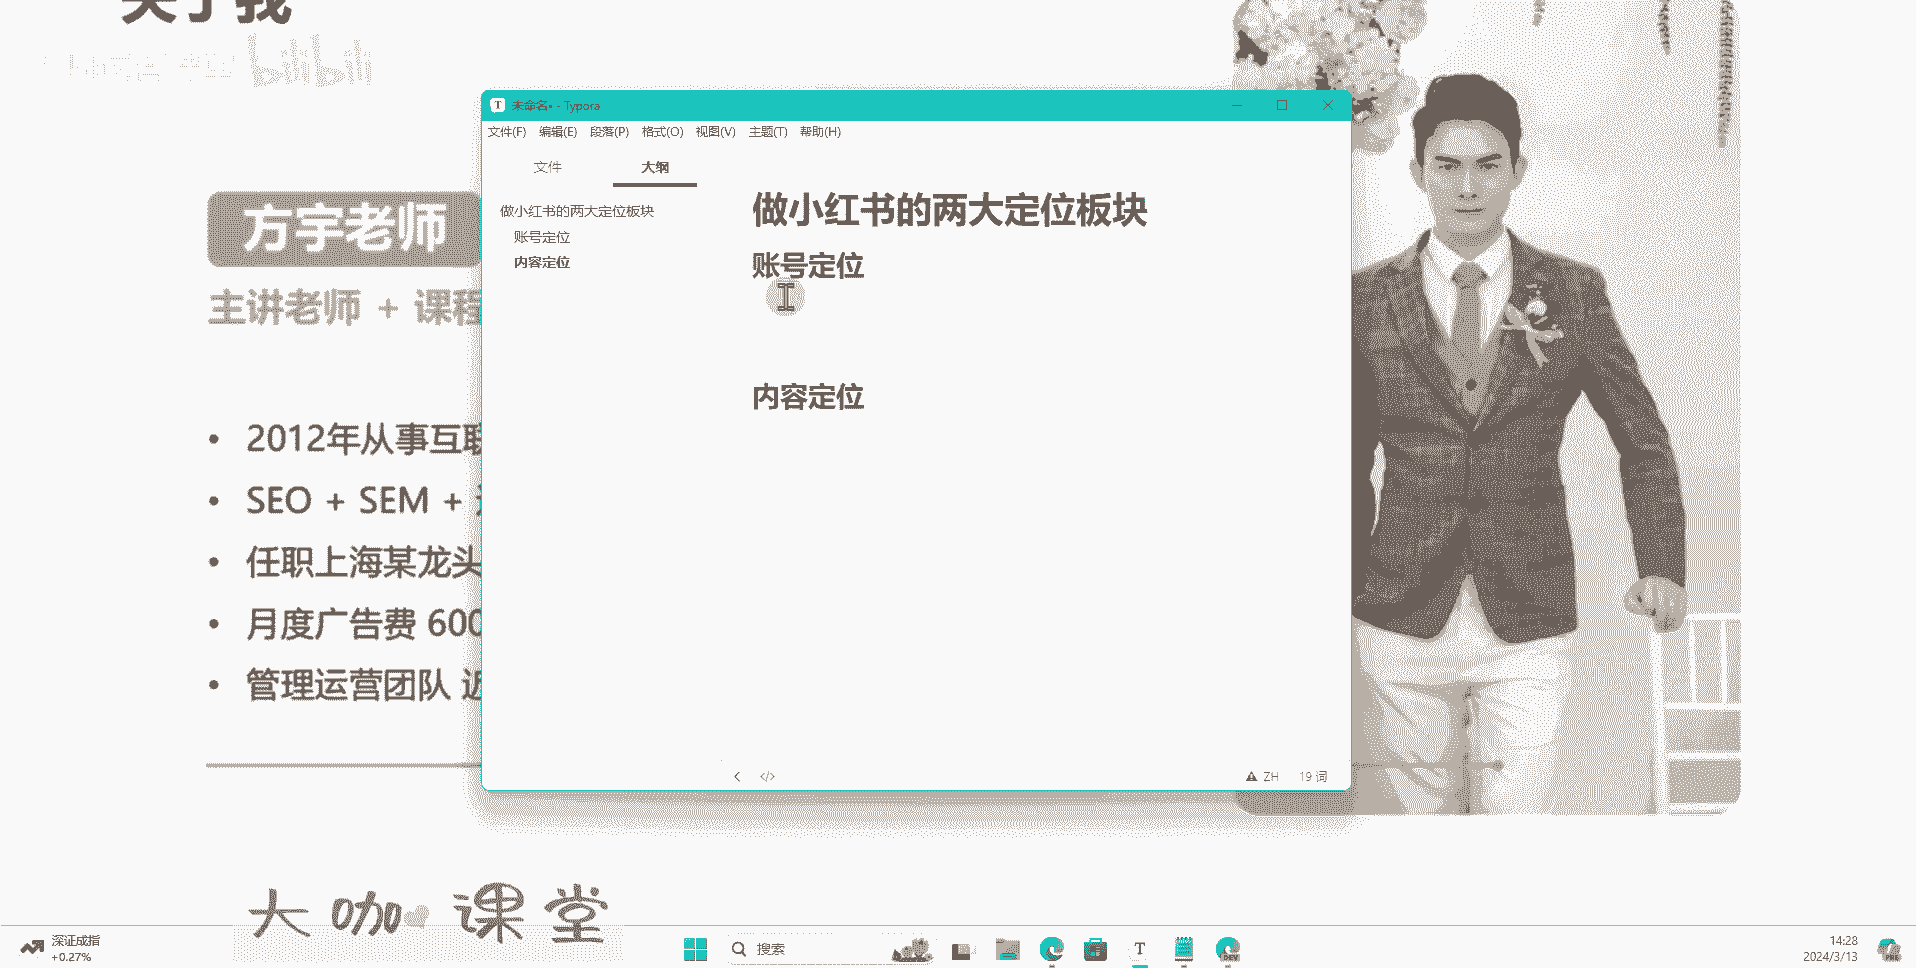 关于我
bilibili
未命名• - Typora
文件(F) 编辑(E) 段落(P) 格式(O) 视图(V) 主题(T) 帮助(H)
文件 大纲
做小红书的两大定位板块
账号定位
内容定位
做小红书的两大定位板块
账号定位
内容定位
ZH 19 词
方宇老师
主讲老师 + 课程
2012年从事互联
SEO + SEM +
任职上海某龙头
月度广告费 600
管理运营团队 近
大咖课堂
深证成指
+0.27%
搜索
14:28
2024/3/13